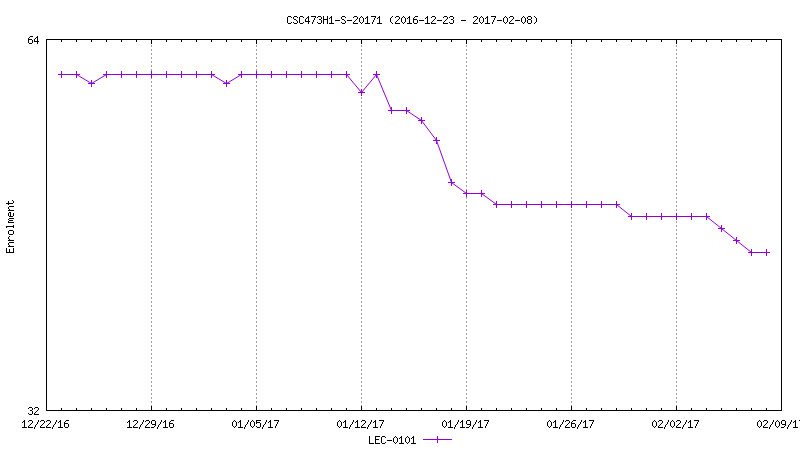 CSC473H1-S-20171 (2016-12-23 - 2017-02-08)
64
Enrolment
32
12/22/16 12/29/16 01/05/17 01/12/17 01/19/17 01/26/17 02/02/17 02/09/1
LEC-0101